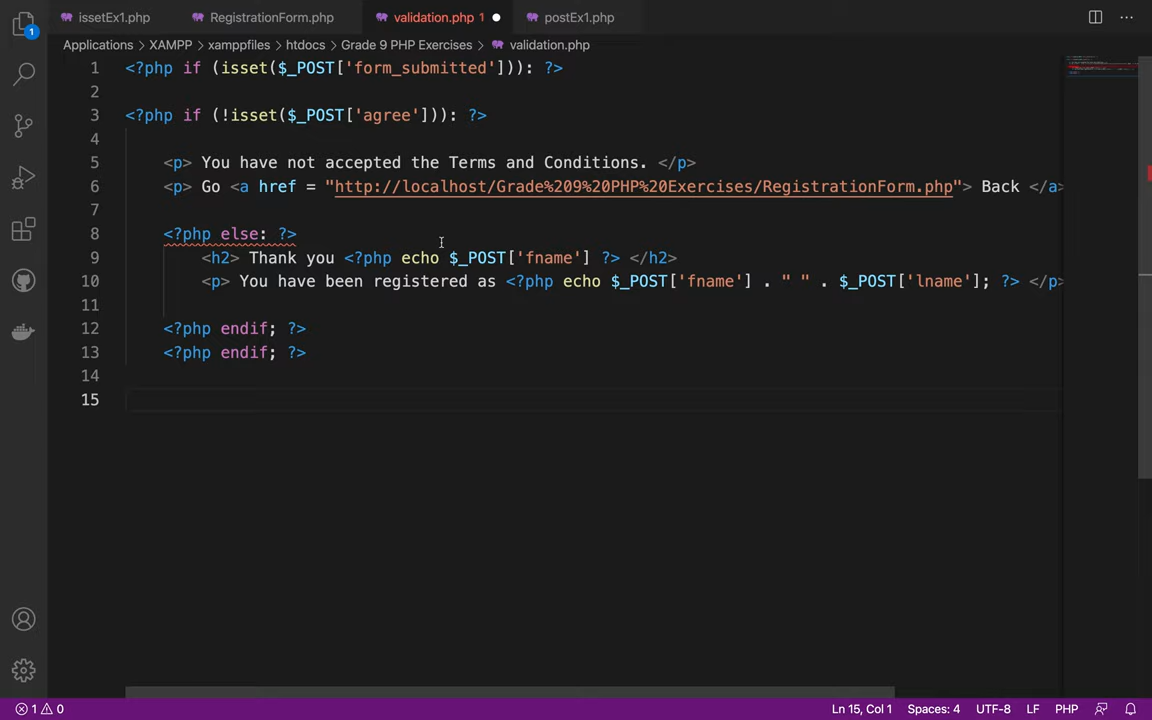 issetEx1.php RegistrationForm.php validation.php 1 postEx1.php
Applications > XAMPP > xamppfiles > htdocs > Grade 9 PHP Exercises > validation.php
1 <?php if (isset($_POST['form_submitted'])): ?>
2
3 <?php if (!isset($_POST['agree'])): ?>
4
5 <p> You have not accepted the Terms and Conditions. </p>
6 <p> Go <a href = "http://localhost/Grade%209%20PHP%20Exercises/RegistrationForm.php"> Back </a>
7
8 <?php else: ?>
9 <h2> Thank you <?php echo $_POST['fname'] ?> </h2>
10 <p> You have been registered as <?php echo $_POST['fname'] . " " . $_POST['lname']; ?> </p>
11
12 <?php endif; ?>
13 <?php endif; ?>
14
15
1
1 0 Ln 15, Col 1 Spaces: 4 UTF-8 LF PHP